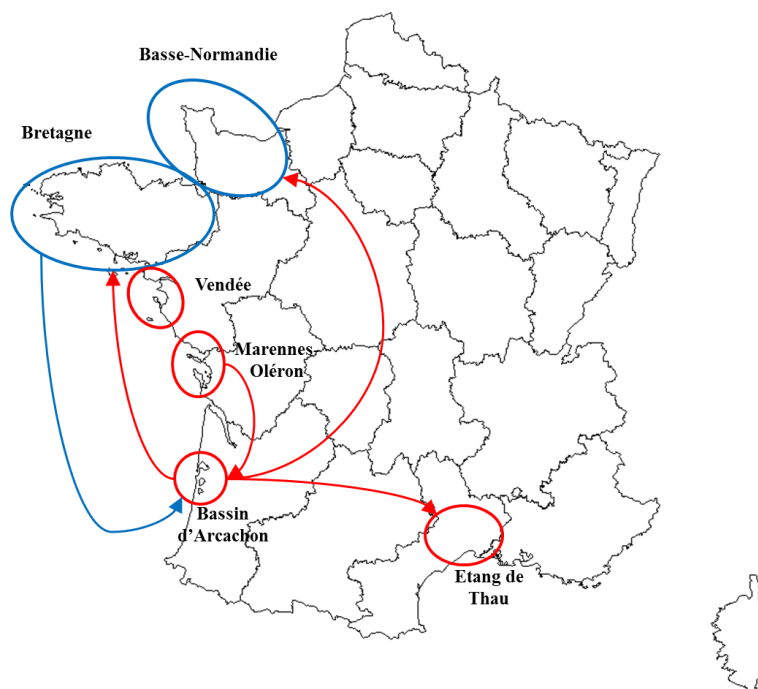 Basse-Normandie
Bretagne
Vendée
Marennes-
Oléron
Bassin
d'Arcachon
Etang de
Thau